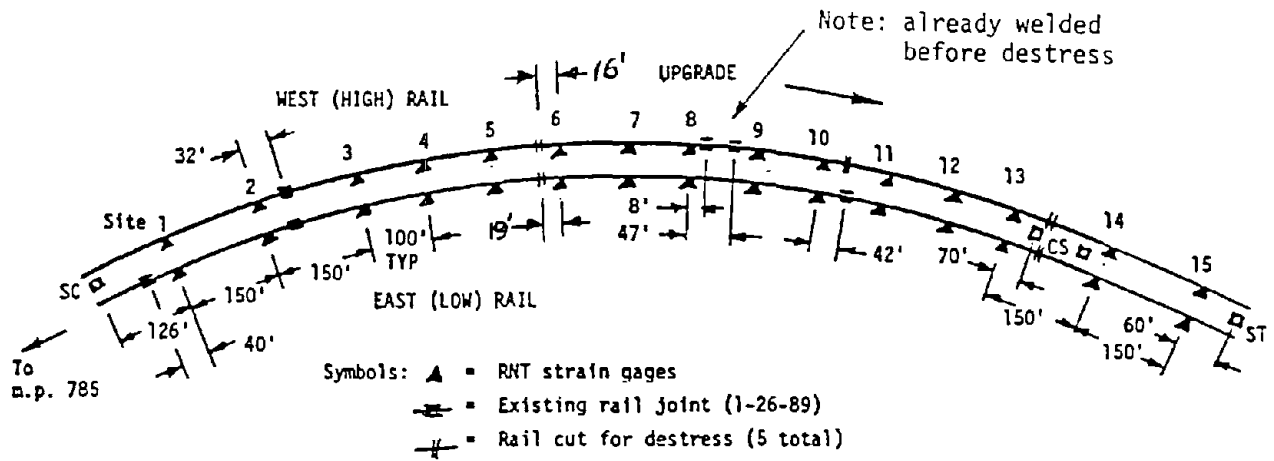 Note: already welded
before destress
16'
UPGRADE
WEST (HIGH) RAIL
32'
Site 1
2
3
4
5
6
7
8
9
10
11
12
13
14
15
SC
CS
ST
8'
47'
19'
100'
TYP
42'
70'
150'
150'
EAST (LOW) RAIL
126'
40'
150'
60'
150'
To
m.p. 785
Symbols:
= RNT strain gages
= Existing rail joint (1-26-89)
= Rail cut for destress (5 total)